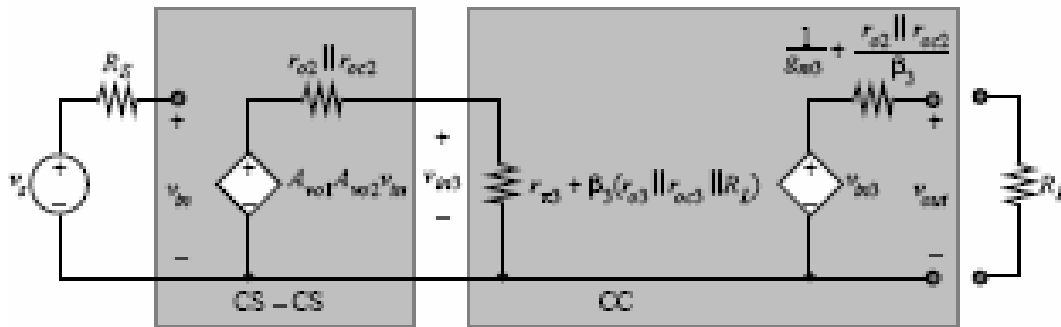 R_S
r_o2 || r_oc2
1/g_m3 + (r_o2 || r_oc2)/β_3
+
+
+
+
+
+
v_s
v_in
A_vo1 A_vo2 v_in
v_in3
r_π3 + β_3(r_o3 || r_oc3 || R_L)
v_in3
v_out
R_L
−
−
−
−
−
−
CS – CS
CC